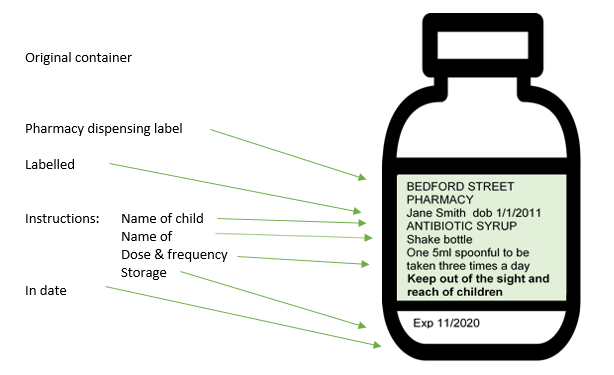 Original container
Pharmacy dispensing label
Labelled
Instructions: Name of child
Name of
Dose & frequency
Storage
In date
BEDFORD STREET
PHARMACY
Jane Smith dob 1/1/2011
ANTIBIOTIC SYRUP
Shake bottle
One 5ml spoonful to be
taken three times a day
Keep out of the sight and
reach of children
Exp 11/2020